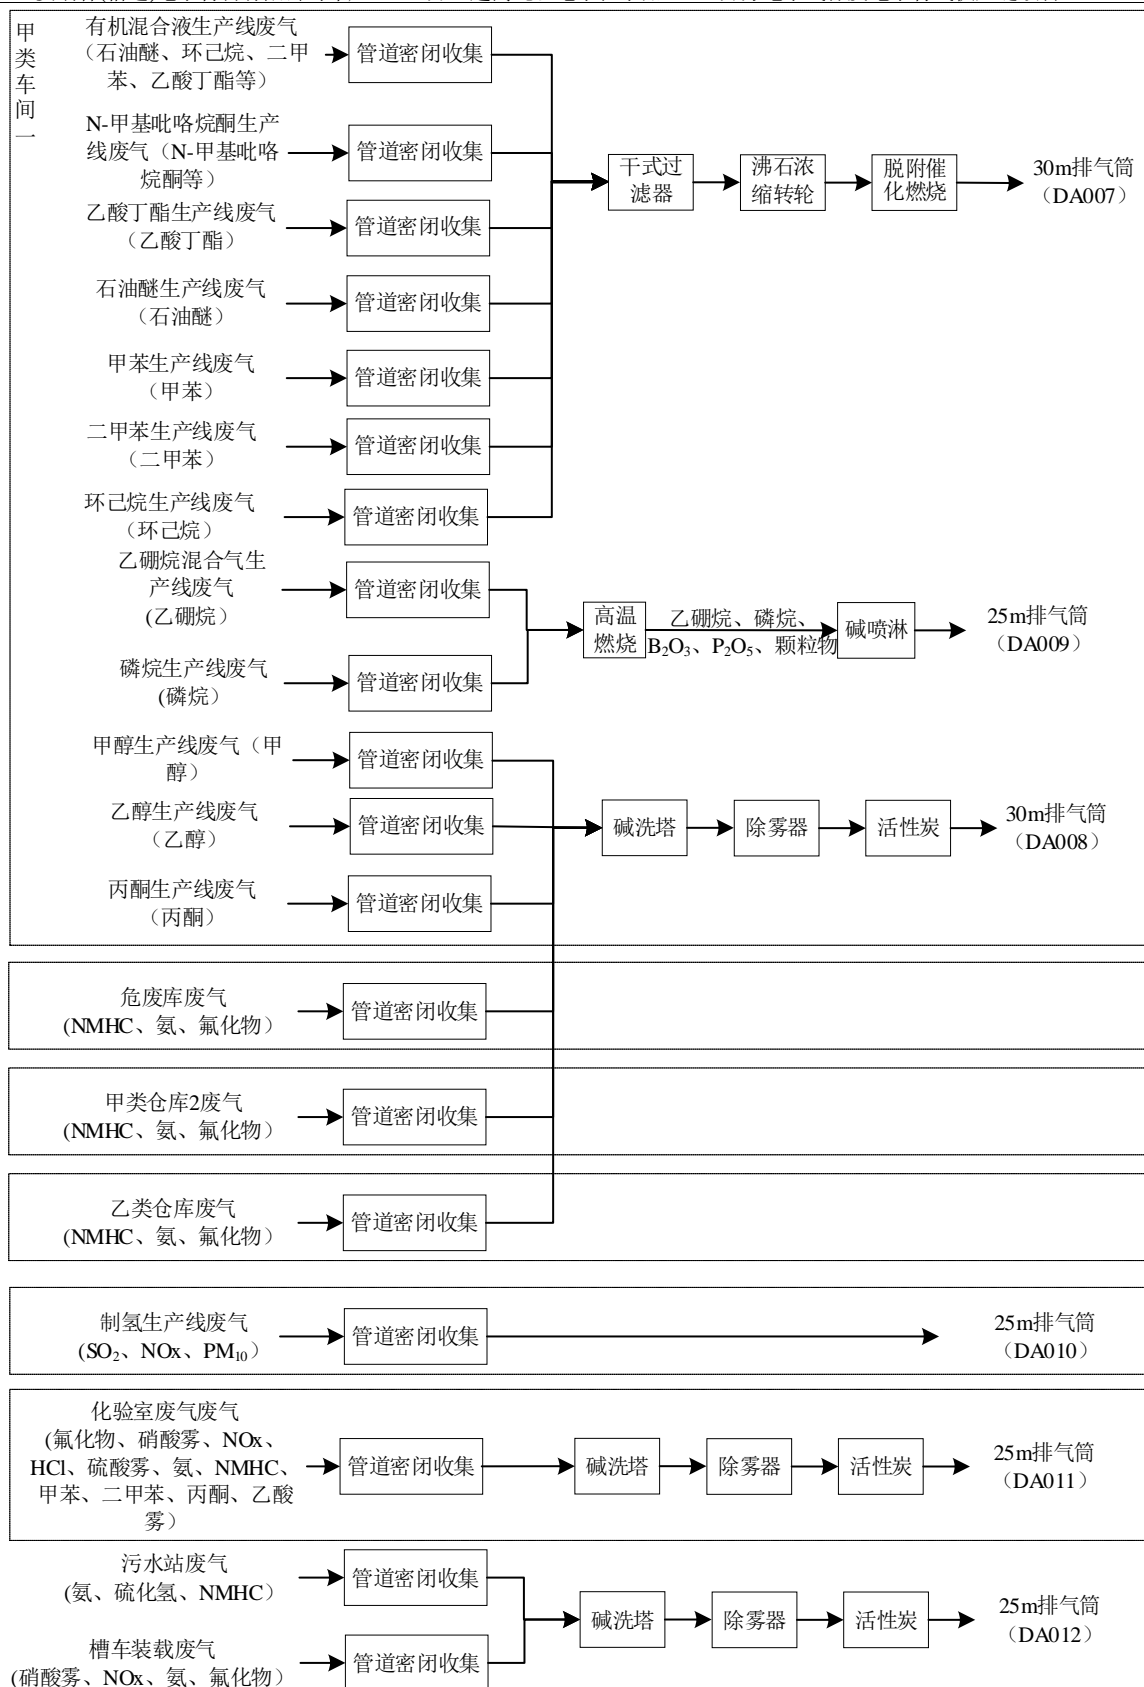 甲
类
车
间
一
有机混合液生产线废气
（石油醚、环己烷、二甲
苯、乙酸丁酯等）
管道密闭收集
N-甲基吡咯烷酮生产
线废气（N-甲基吡咯
烷酮等）
管道密闭收集
干式过
滤器
沸石浓
缩转轮
脱附催
化燃烧
30m排气筒
（DA007）
乙酸丁酯生产线废气
（乙酸丁酯）
管道密闭收集
石油醚生产线废气
（石油醚）
管道密闭收集
甲苯生产线废气
（甲苯）
管道密闭收集
二甲苯生产线废气
（二甲苯）
管道密闭收集
环己烷生产线废气
（环己烷）
管道密闭收集
乙硼烷混合气生
产线废气
(乙硼烷）
管道密闭收集
高温
燃烧
乙硼烷、磷烷、
B₂O₃、P₂O₅、颗粒物
碱喷淋
25m排气筒
（DA009）
磷烷生产线废气
(磷烷）
管道密闭收集
甲醇生产线废气（甲
醇）
管道密闭收集
乙醇生产线废气
（乙醇）
管道密闭收集
碱洗塔
除雾器
活性炭
30m排气筒
（DA008）
丙酮生产线废气
（丙酮）
管道密闭收集
危废库废气
(NMHC、氨、氟化物）
管道密闭收集
甲类仓库2废气
(NMHC、氨、氟化物）
管道密闭收集
乙类仓库废气
(NMHC、氨、氟化物）
管道密闭收集
制氢生产线废气
(SO₂、NOx、PM₁₀）
管道密闭收集
25m排气筒
（DA010）
化验室废气废气
(氟化物、硝酸雾、NOx、
HCl、硫酸雾、氨、NMHC、
甲苯、二甲苯、丙酮、乙酸
雾）
管道密闭收集
碱洗塔
除雾器
活性炭
25m排气筒
（DA011）
污水站废气
(氨、硫化氢、NMHC）
管道密闭收集
碱洗塔
除雾器
活性炭
25m排气筒
（DA012）
槽车装载废气
(硝酸雾、NOx、氨、氟化物）
管道密闭收集